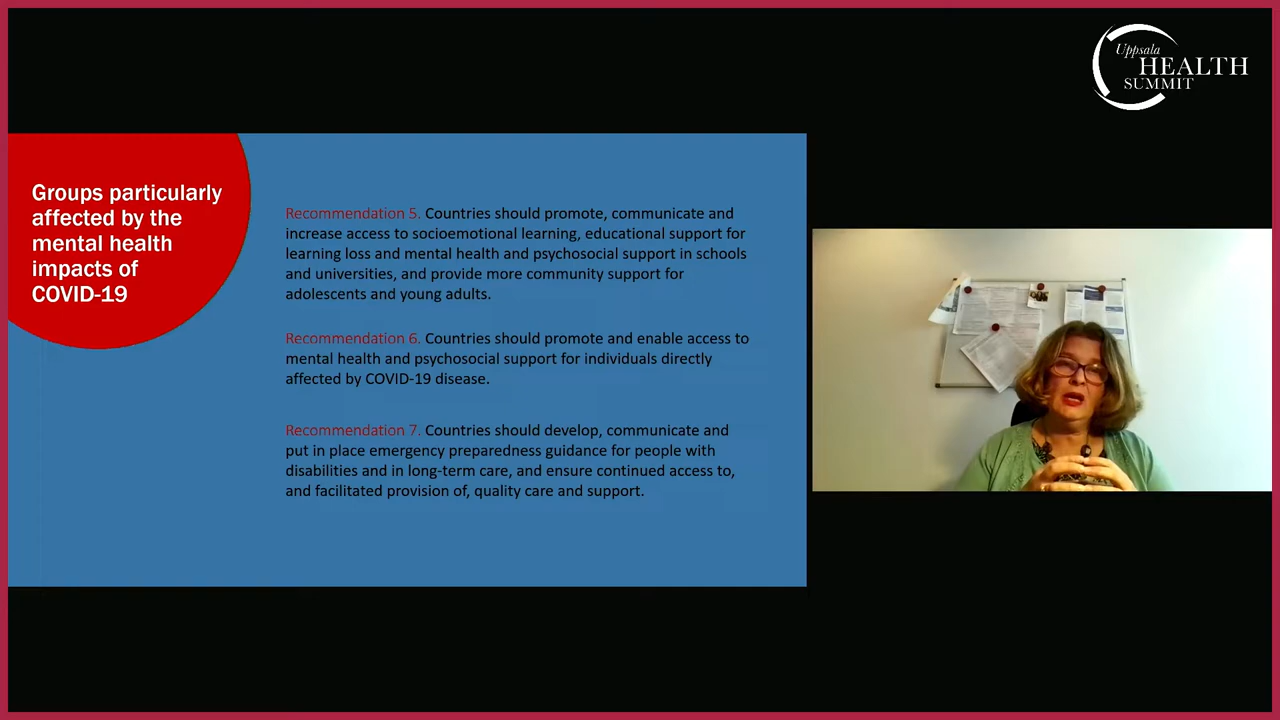 Uppsala
HEALTH
SUMMIT
Groups particularly
affected by the
mental health
impacts of
COVID-19
Recommendation 5. Countries should promote, communicate and
increase access to socioemotional learning, educational support for
learning loss and mental health and psychosocial support in schools
and universities, and provide more community support for
adolescents and young adults.
Recommendation 6. Countries should promote and enable access to
mental health and psychosocial support for individuals directly
affected by COVID-19 disease.
Recommendation 7. Countries should develop, communicate and
put in place emergency preparedness guidance for people with
disabilities and in long-term care, and ensure continued access to,
and facilitated provision of, quality care and support.